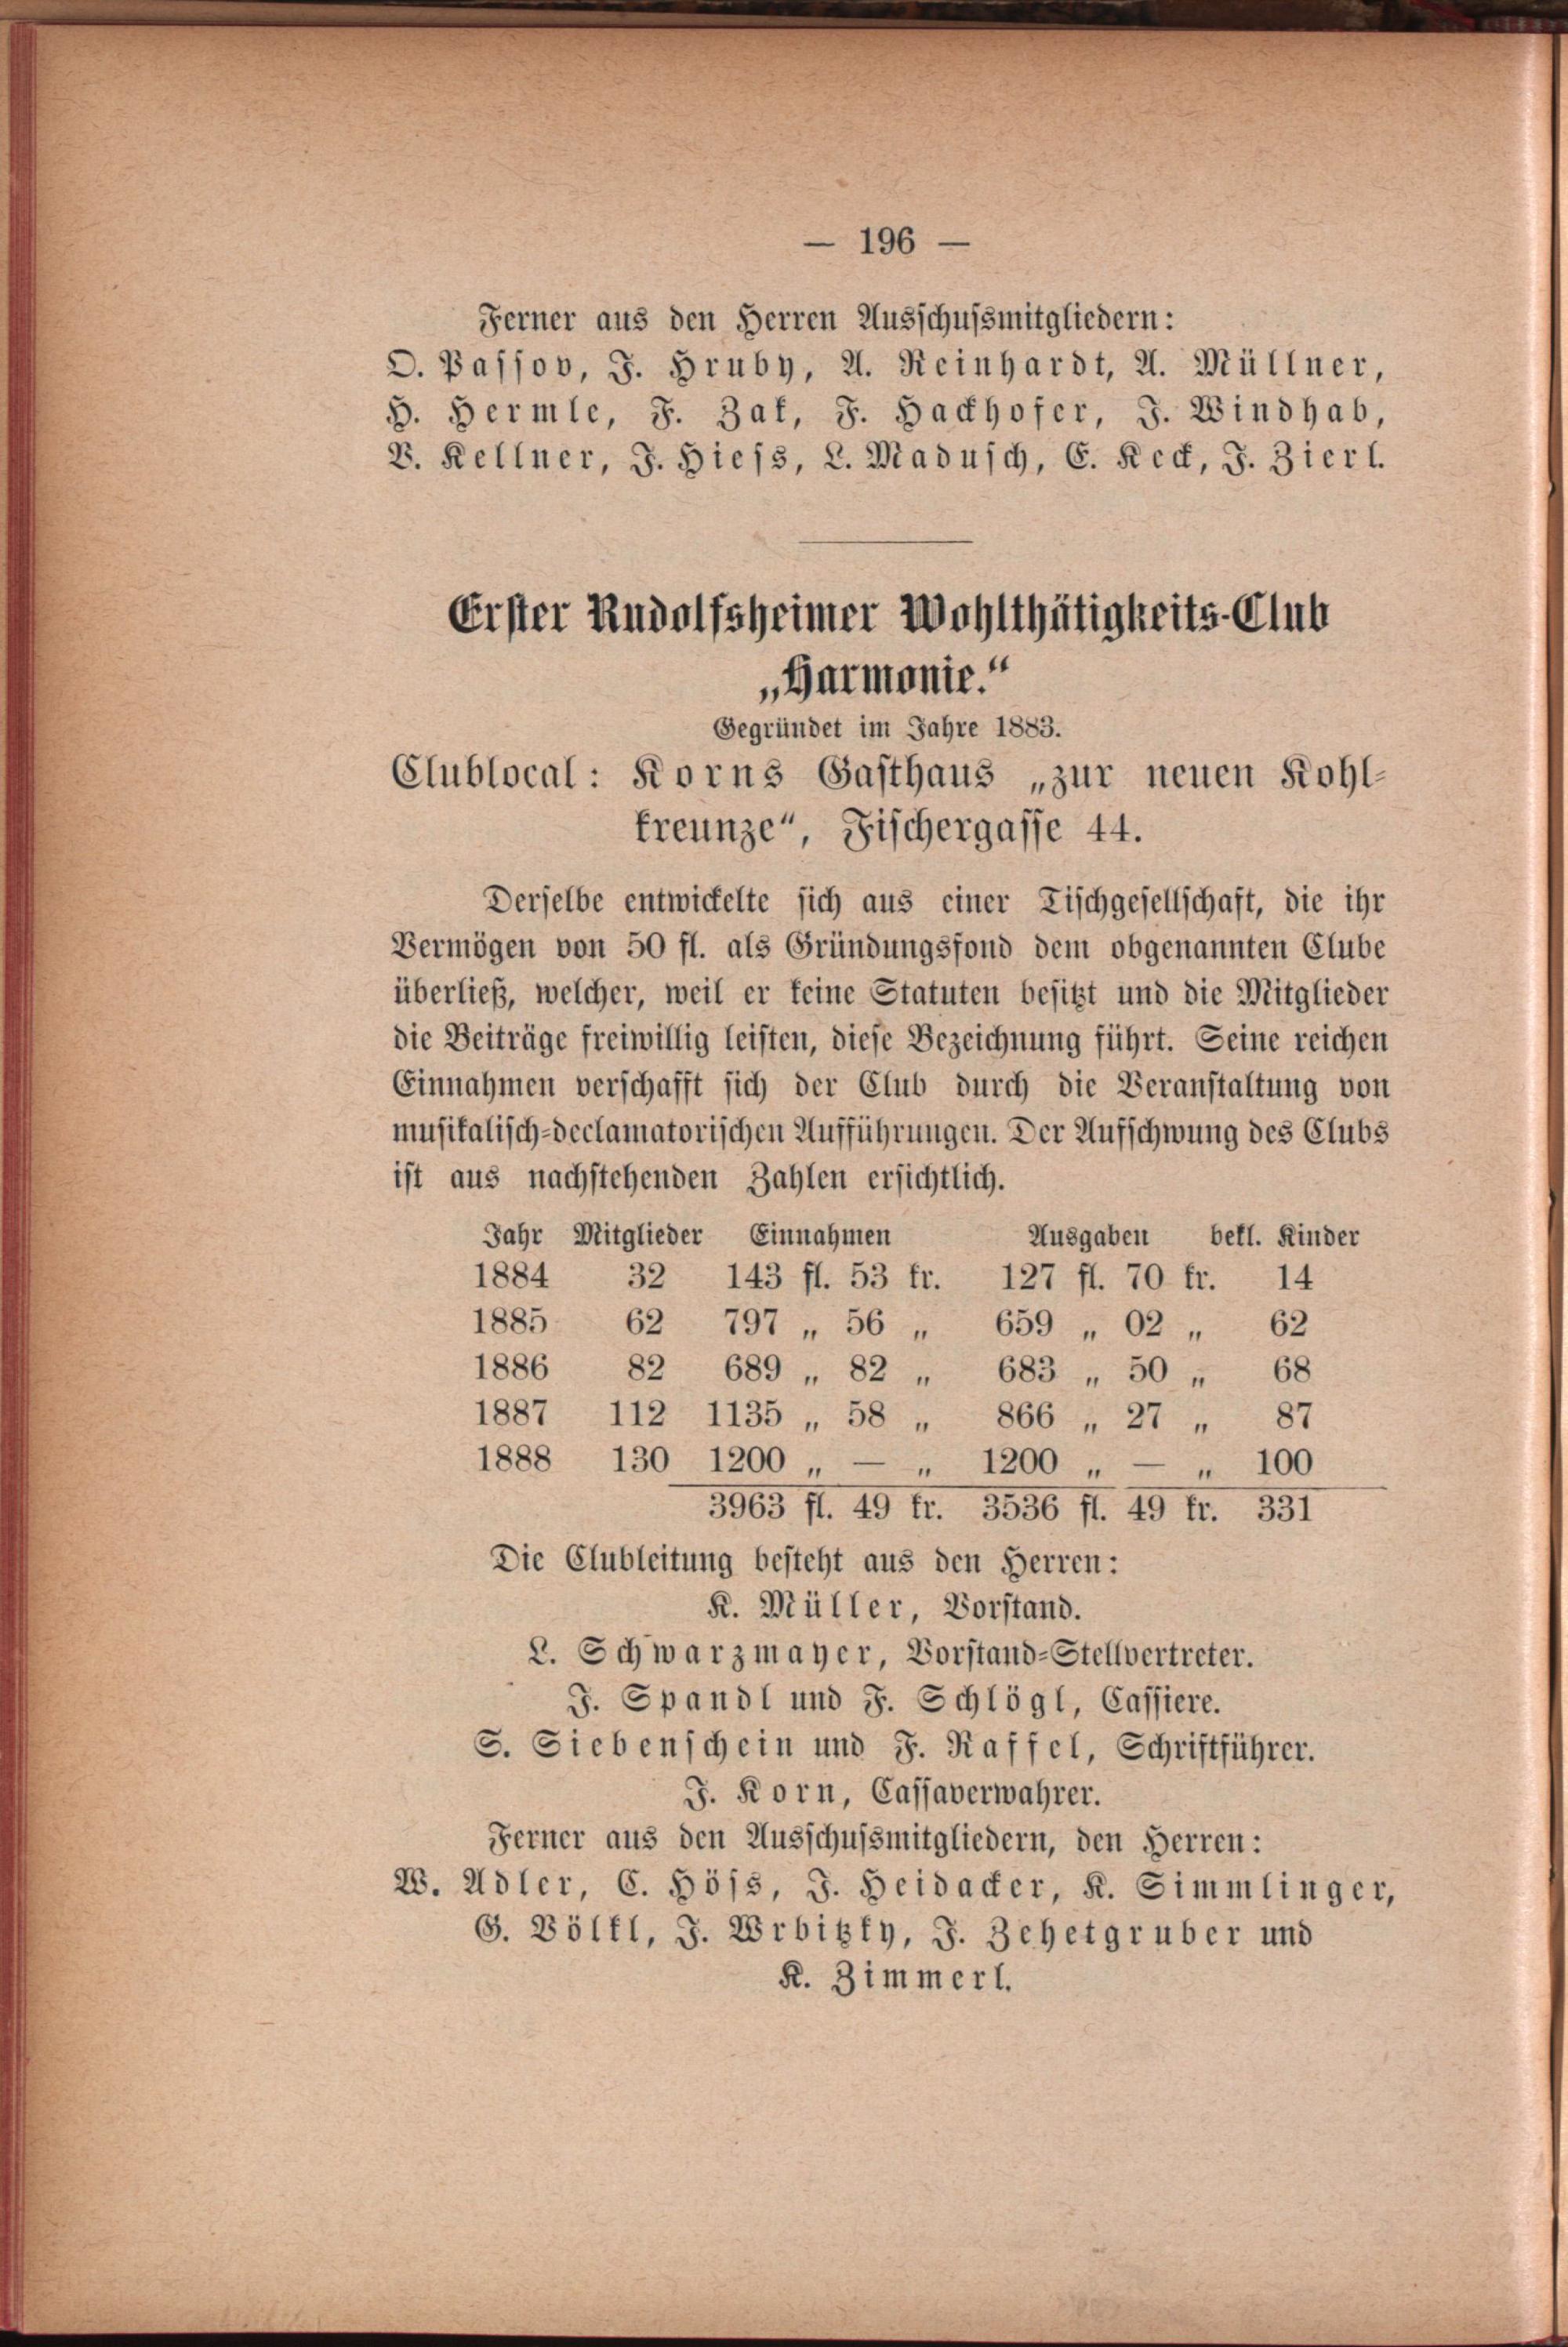 — 196 —
Ferner aus den Herren Ausschussmitgliedern:
O. Passov, J. Hruby, A. Reinhardt, A. Müllner,
H. Hermle, F. Zak, F. Hackhofer, J. Windhab,
V. Kellner, J. Hiess, L. Madusch, E. Keck, J. Zierl.
Erster Rudolfsheimer Wohlthätigkeits-Club
„Harmonie.“
Gegründet im Jahre 1883.
Clublocal: Korns Gasthaus „zur neuen Kohl-
kreunze“, Fischergasse 44.
Derselbe entwickelte sich aus einer Tischgesellschaft, die ihr
Vermögen von 50 fl. als Gründungsfond dem obgenannten Clube
überließ, welcher, weil er keine Statuten besitzt und die Mitglieder
die Beiträge freiwillig leisten, diese Bezeichnung führt. Seine reichen
Einnahmen verschafft sich der Club durch die Veranstaltung von
musikalisch-declamatorischen Aufführungen. Der Aufschwung des Clubs
ist aus nachstehenden Zahlen ersichtlich.
Jahr Mitglieder Einnahmen Ausgaben bekl. Kinder
1884 32 143 fl. 53 kr. 127 fl. 70 kr. 14
1885 62 797 „ 56 „ 659 „ 02 „ 62
1886 82 689 „ 82 „ 683 „ 50 „ 68
1887 112 1135 „ 58 „ 866 „ 27 „ 87
1888 130 1200 „ — „ 1200 „ — „ 100
3963 fl. 49 kr. 3536 fl. 49 kr. 331
Die Clubleitung besteht aus den Herren:
K. Müller, Vorstand.
L. Schwarzmayer, Vorstand-Stellvertreter.
J. Spandl und F. Schlögl, Cassiere.
S. Siebenschein und F. Raffel, Schriftführer.
J. Korn, Cassaverwahrer.
Ferner aus den Ausschussmitgliedern, den Herren:
W. Adler, C. Höss, J. Heidacker, K. Simmlinger,
G. Völkl, J. Wrbitzky, J. Zehetgruber und
K. Zimmerl.